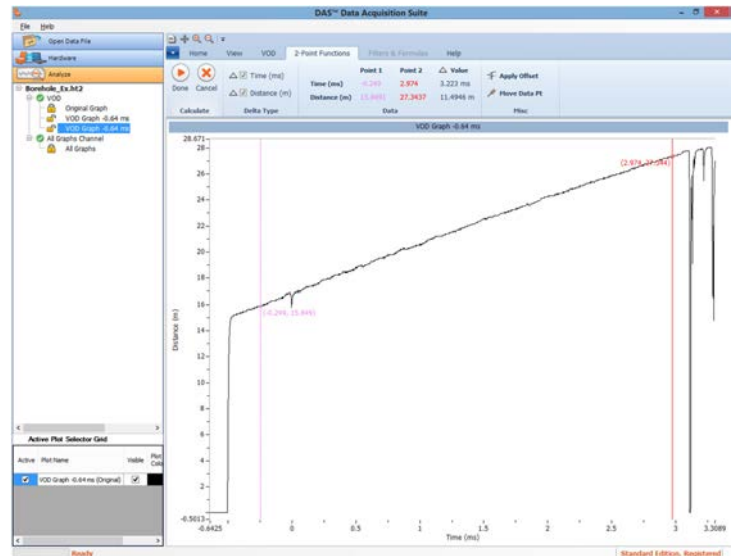 DAS™ Data Acquisition Suite
File Help
Open Data File
Hardware
Analyze
Borehole_Ex.ht2
VOD
Original Graph
VOD Graph -0.64 ms
VOD Graph -0.64 ms
All Graphs Channel
All Graphs
Home View VOD 2-Point Functions Filters & Formulas Help
Done Cancel
Calculate
Time (ms)
Distance (m)
Delta Type
Point 1 Point 2 Δ Value
Time (ms) -0.249 2.974 3.223 ms
Distance (m) 15.8491 27.3437 11.4946 m
Data
Apply Offset
Move Data Pt
Misc
VOD Graph -0.64 ms
28.671
28
26
24
22
20
18
16
14
12
10
8
6
4
2
-0.5013
Distance (m)
(2.974, 27.344)
(-0.249, 15.849)
-0.6425 0 0.5 1 1.5 2 2.5 3 3.3089
Time (ms)
Active Plot Selector Grid
Active Plot Name Visible Plot Colo
VOD Graph -0.64 ms (Original)
Ready
Standard Edition, Registered